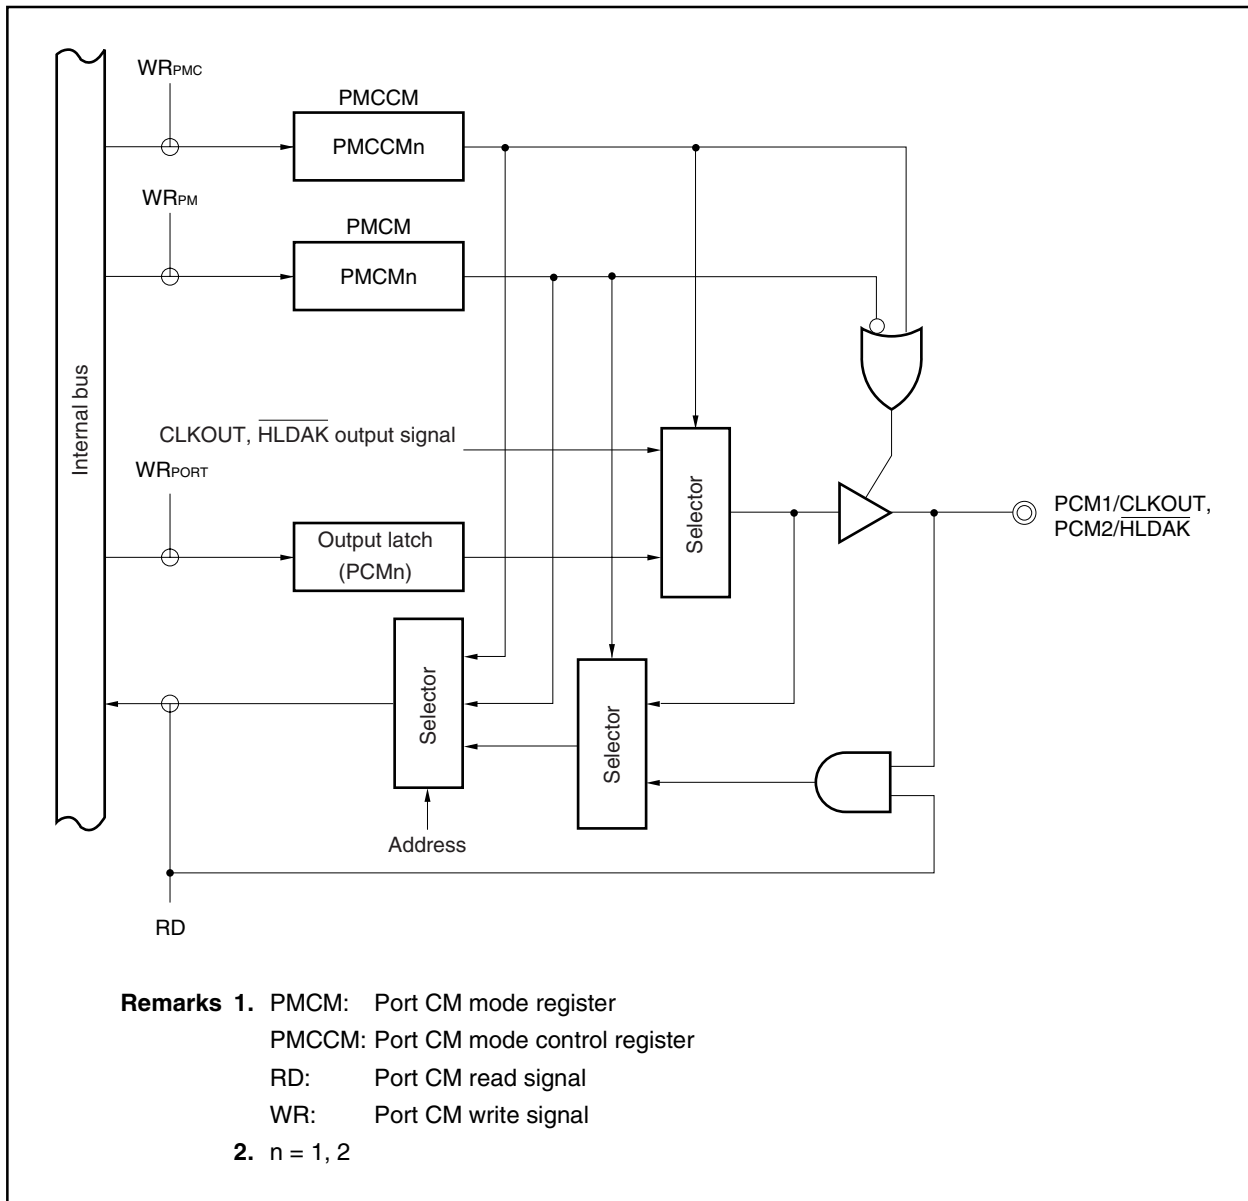 WRPMC
PMCCM
PMCCMn
WRPM
PMCM
PMCMn
Internal bus
CLKOUT, HLDAK output signal
WRPORT
Output latch
(PCMn)
Selector
PCM1/CLKOUT,
PCM2/HLDAK
Selector
Selector
Address
RD
Remarks 1. PMCM: Port CM mode register
PMCCM: Port CM mode control register
RD: Port CM read signal
WR: Port CM write signal
2. n = 1, 2